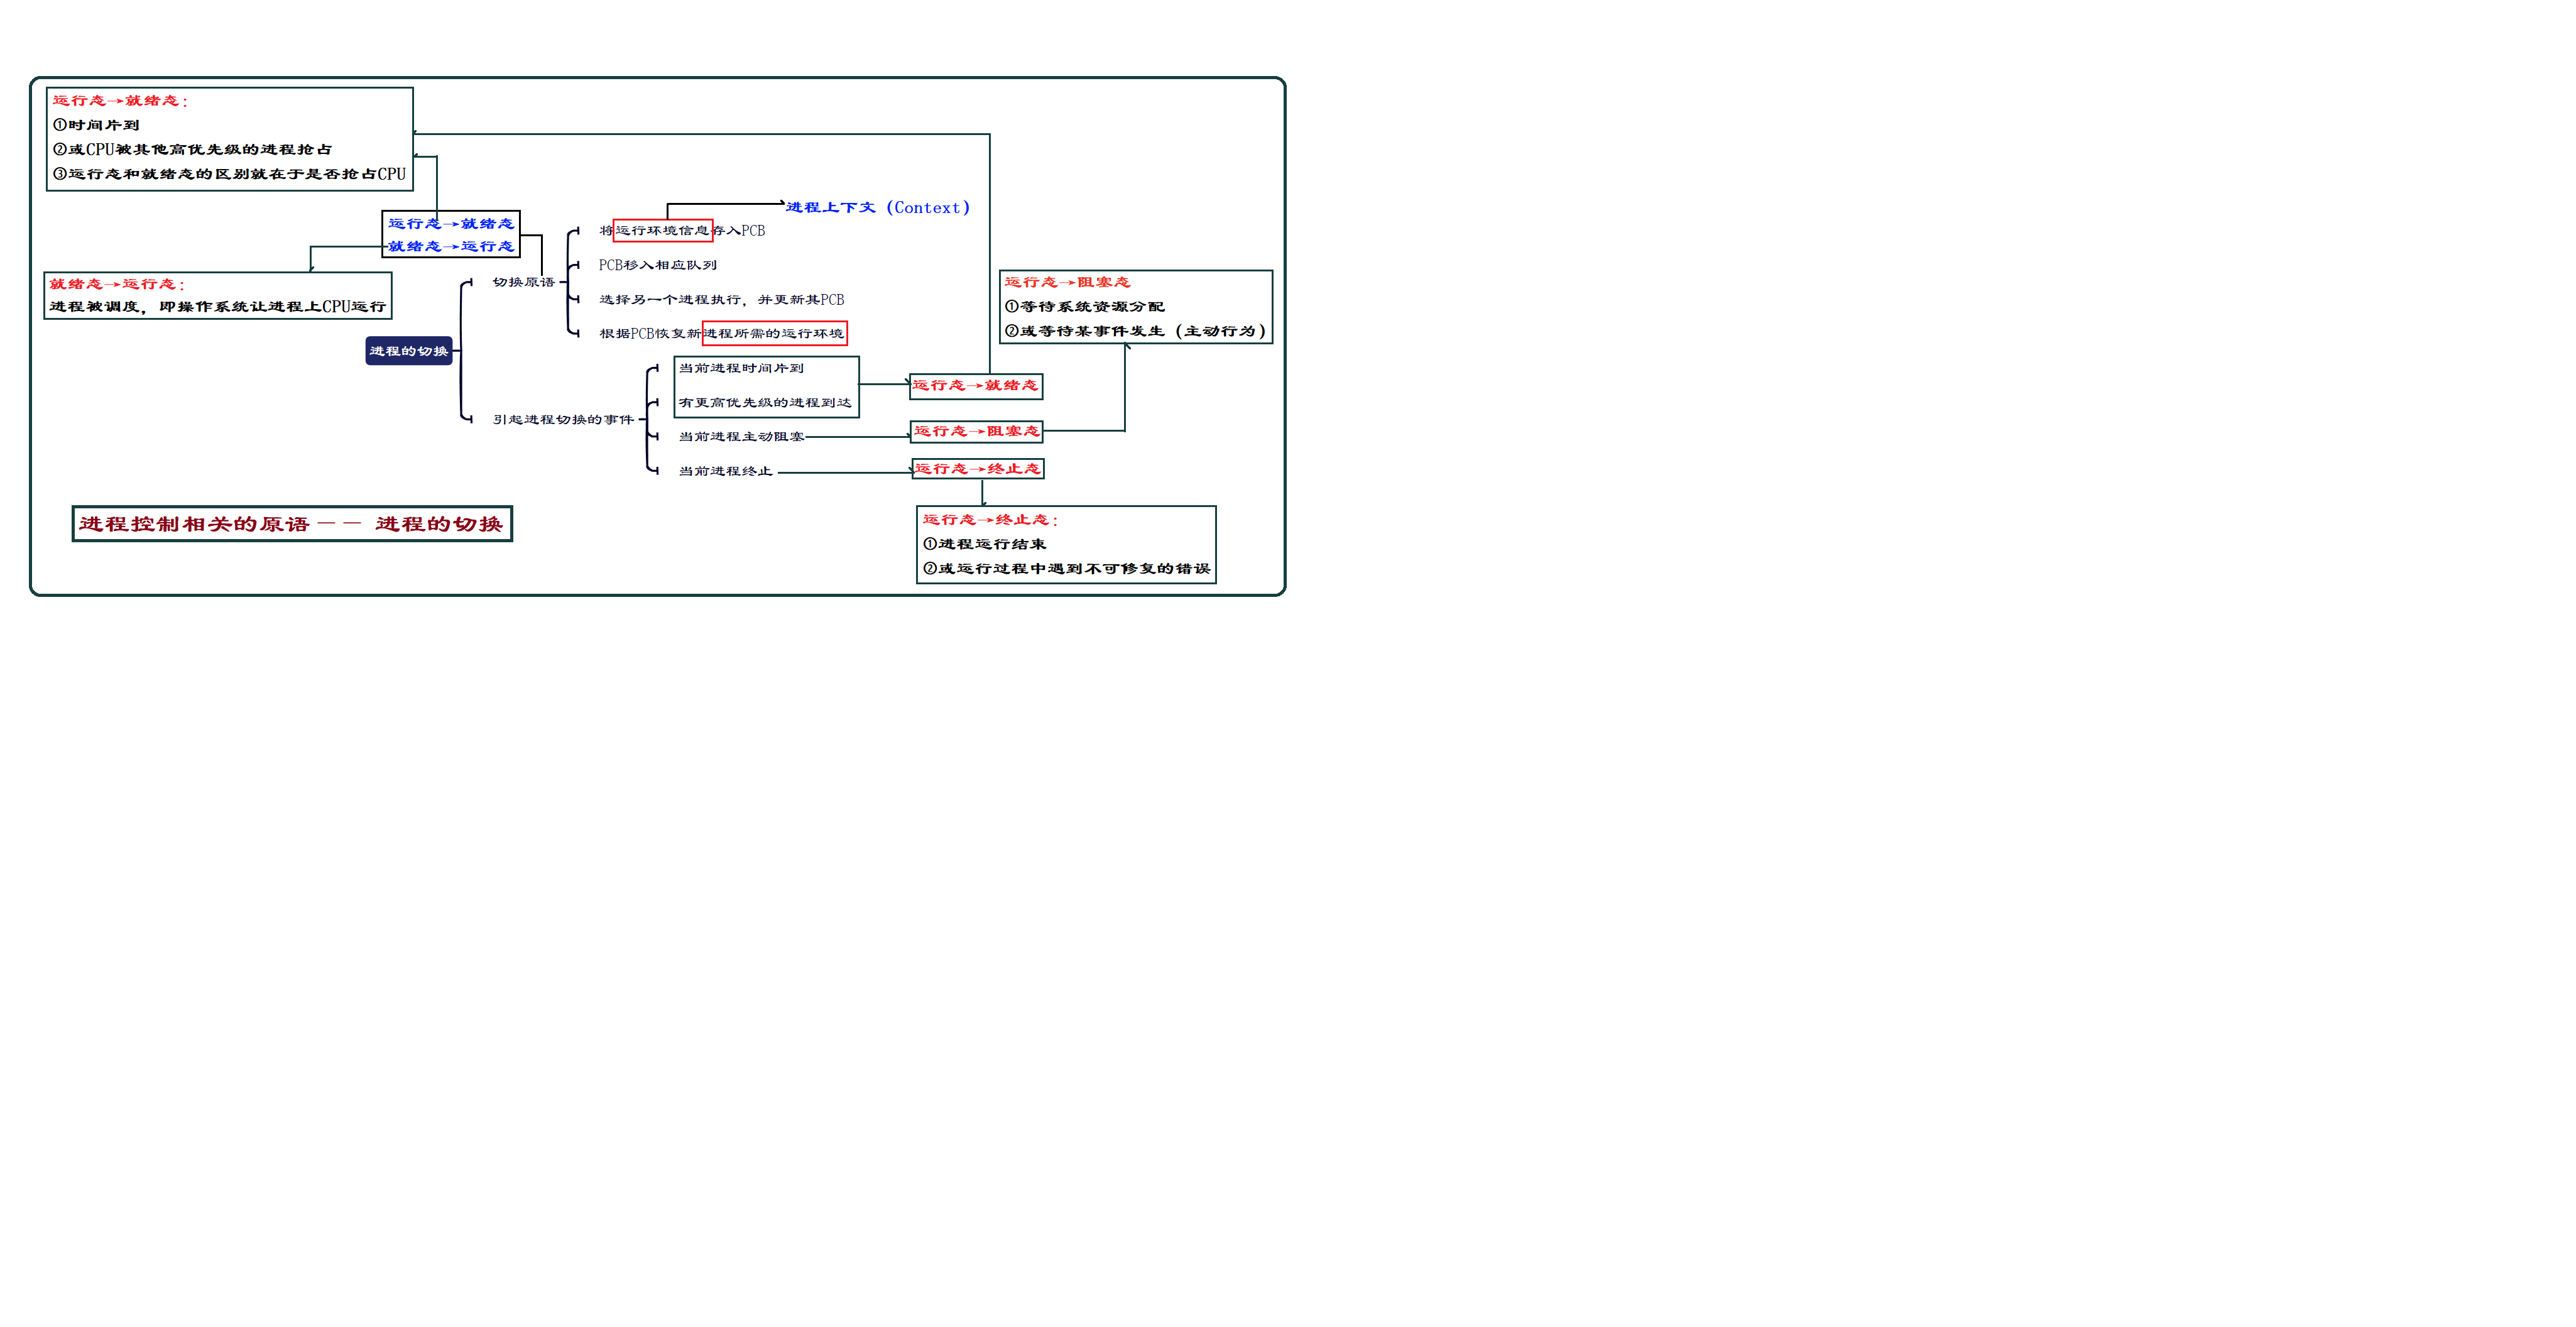 运行态→就绪态：
①时间片到
②或CPU被其他高优先级的进程抢占
③运行态和就绪态的区别就在于是否抢占CPU
运行态→就绪态
就绪态→运行态
就绪态→运行态：
进程被调度，即操作系统让进程上CPU运行
进程的切换
切换原语
进程上下文（Context）
将运行环境信息存入PCB
PCB移入相应队列
选择另一个进程执行，并更新其PCB
根据PCB恢复新进程所需的运行环境
引起进程切换的事件
当前进程时间片到
有更高优先级的进程到达
当前进程主动阻塞
当前进程终止
运行态→就绪态
运行态→阻塞态
运行态→终止态
运行态→阻塞态
①等待系统资源分配
②或等待某事件发生（主动行为）
运行态→终止态：
①进程运行结束
②或运行过程中遇到不可修复的错误
进程控制相关的原语—— 进程的切换